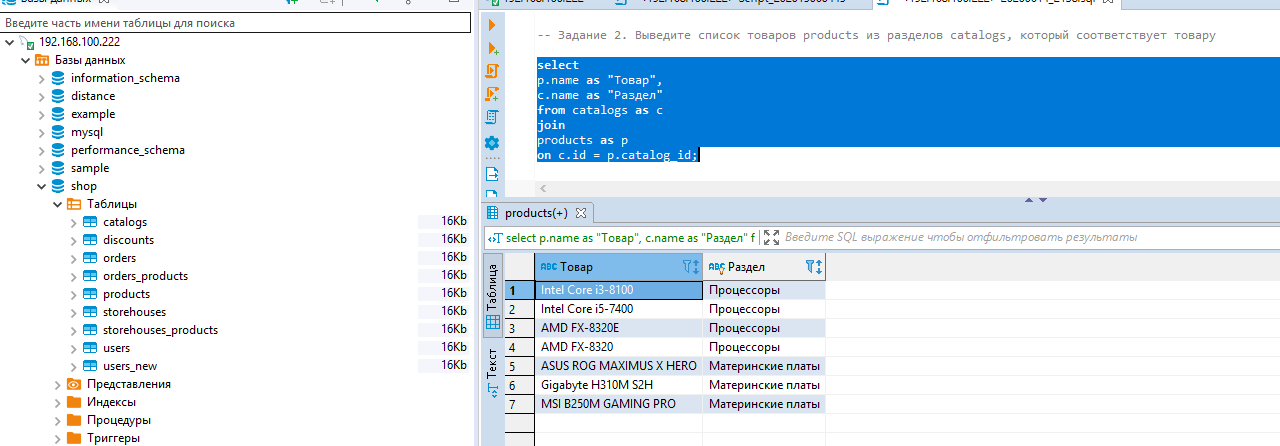 Базы данных
Введите часть имени таблицы для поиска
192.168.100.222
Базы данных
information_schema
distance
example
mysql
performance_schema
sample
shop
Таблицы
catalogs 16Kb
discounts 16Kb
orders 16Kb
orders_products 16Kb
products 16Kb
storehouses 16Kb
storehouses_products 16Kb
users 16Kb
users_new 16Kb
Представления
Индексы
Процедуры
Триггеры
-- Задание 2. Выведите список товаров products из разделов catalogs, который соответствует товару
select
p.name as "Товар",
c.name as "Раздел"
from catalogs as c
join
products as p
on c.id = p.catalog_id;
products(+)
select p.name as "Товар", c.name as "Раздел" f
Введите SQL выражение чтобы отфильтровать результаты
Таблица
Текст
ABC Товар ABC Раздел
1 Intel Core i3-8100 Процессоры
2 Intel Core i5-7400 Процессоры
3 AMD FX-8320E Процессоры
4 AMD FX-8320 Процессоры
5 ASUS ROG MAXIMUS X HERO Материнские платы
6 Gigabyte H310M S2H Материнские платы
7 MSI B250M GAMING PRO Материнские платы